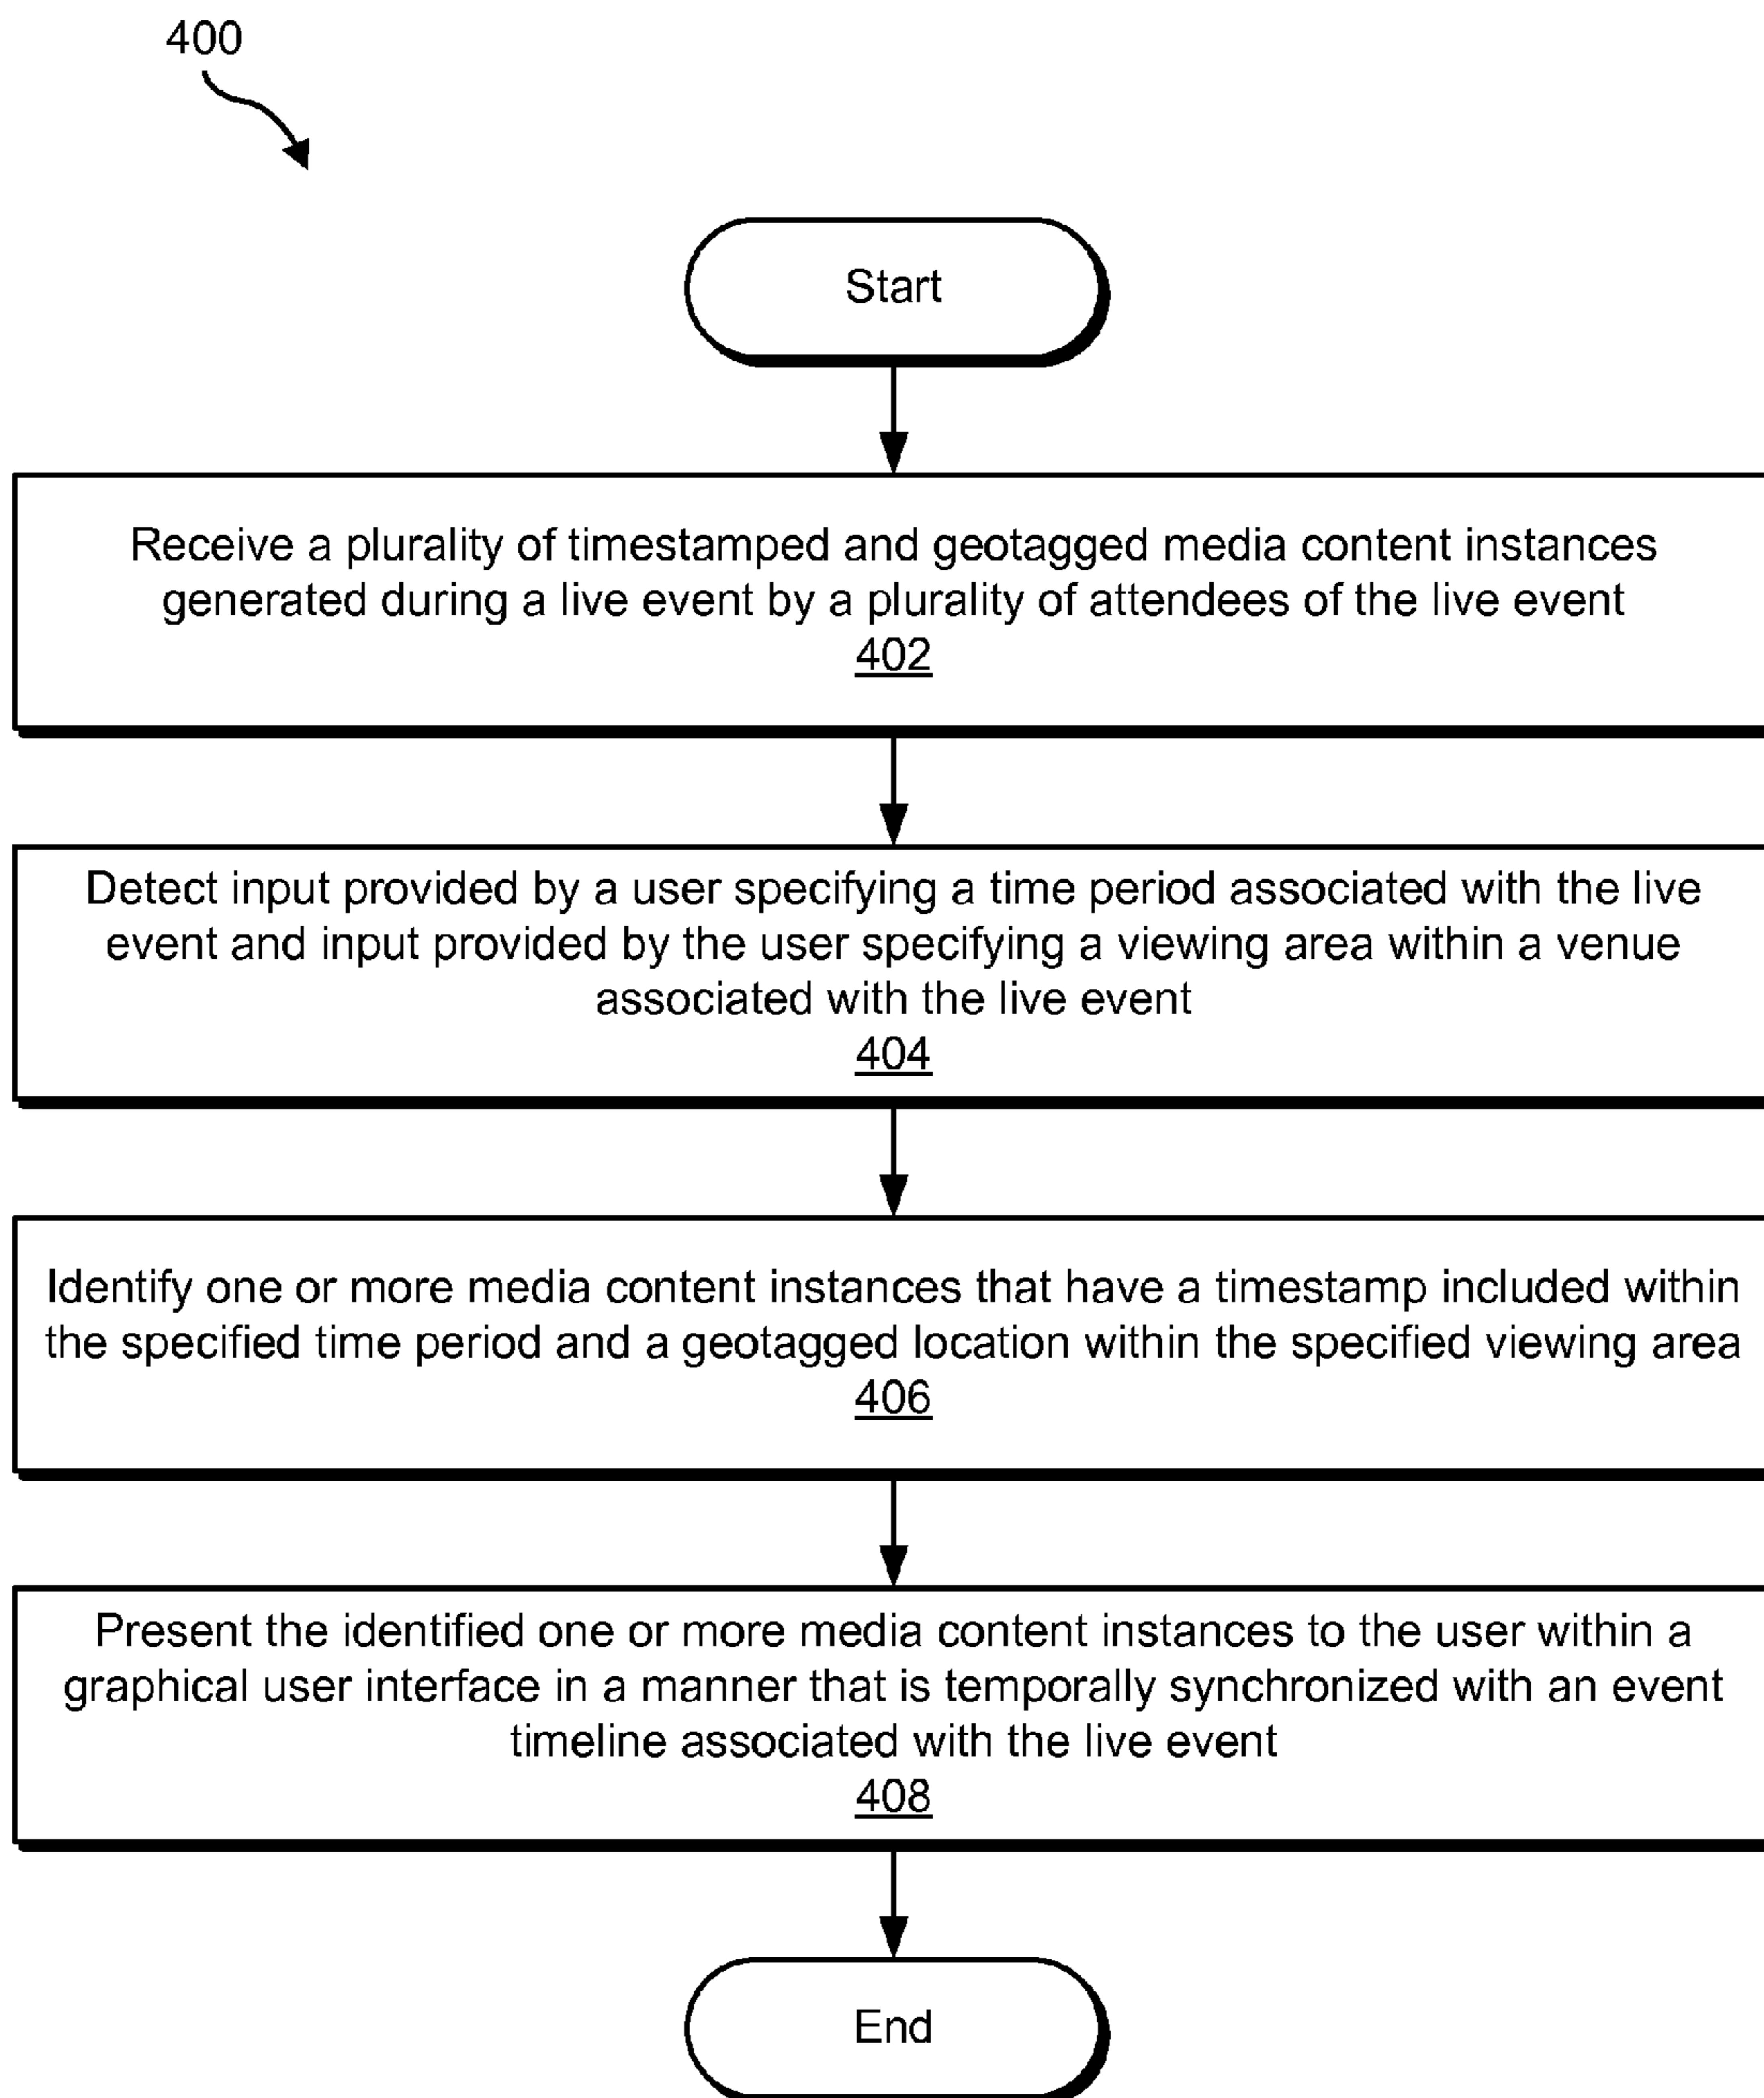 400
Start
Receive a plurality of timestamped and geotagged media content instances
generated during a live event by a plurality of attendees of the live event
402
Detect input provided by a user specifying a time period associated with the live
event and input provided by the user specifying a viewing area within a venue
associated with the live event
404
Identify one or more media content instances that have a timestamp included within
the specified time period and a geotagged location within the specified viewing area
406
Present the identified one or more media content instances to the user within a
graphical user interface in a manner that is temporally synchronized with an event
timeline associated with the live event
408
End